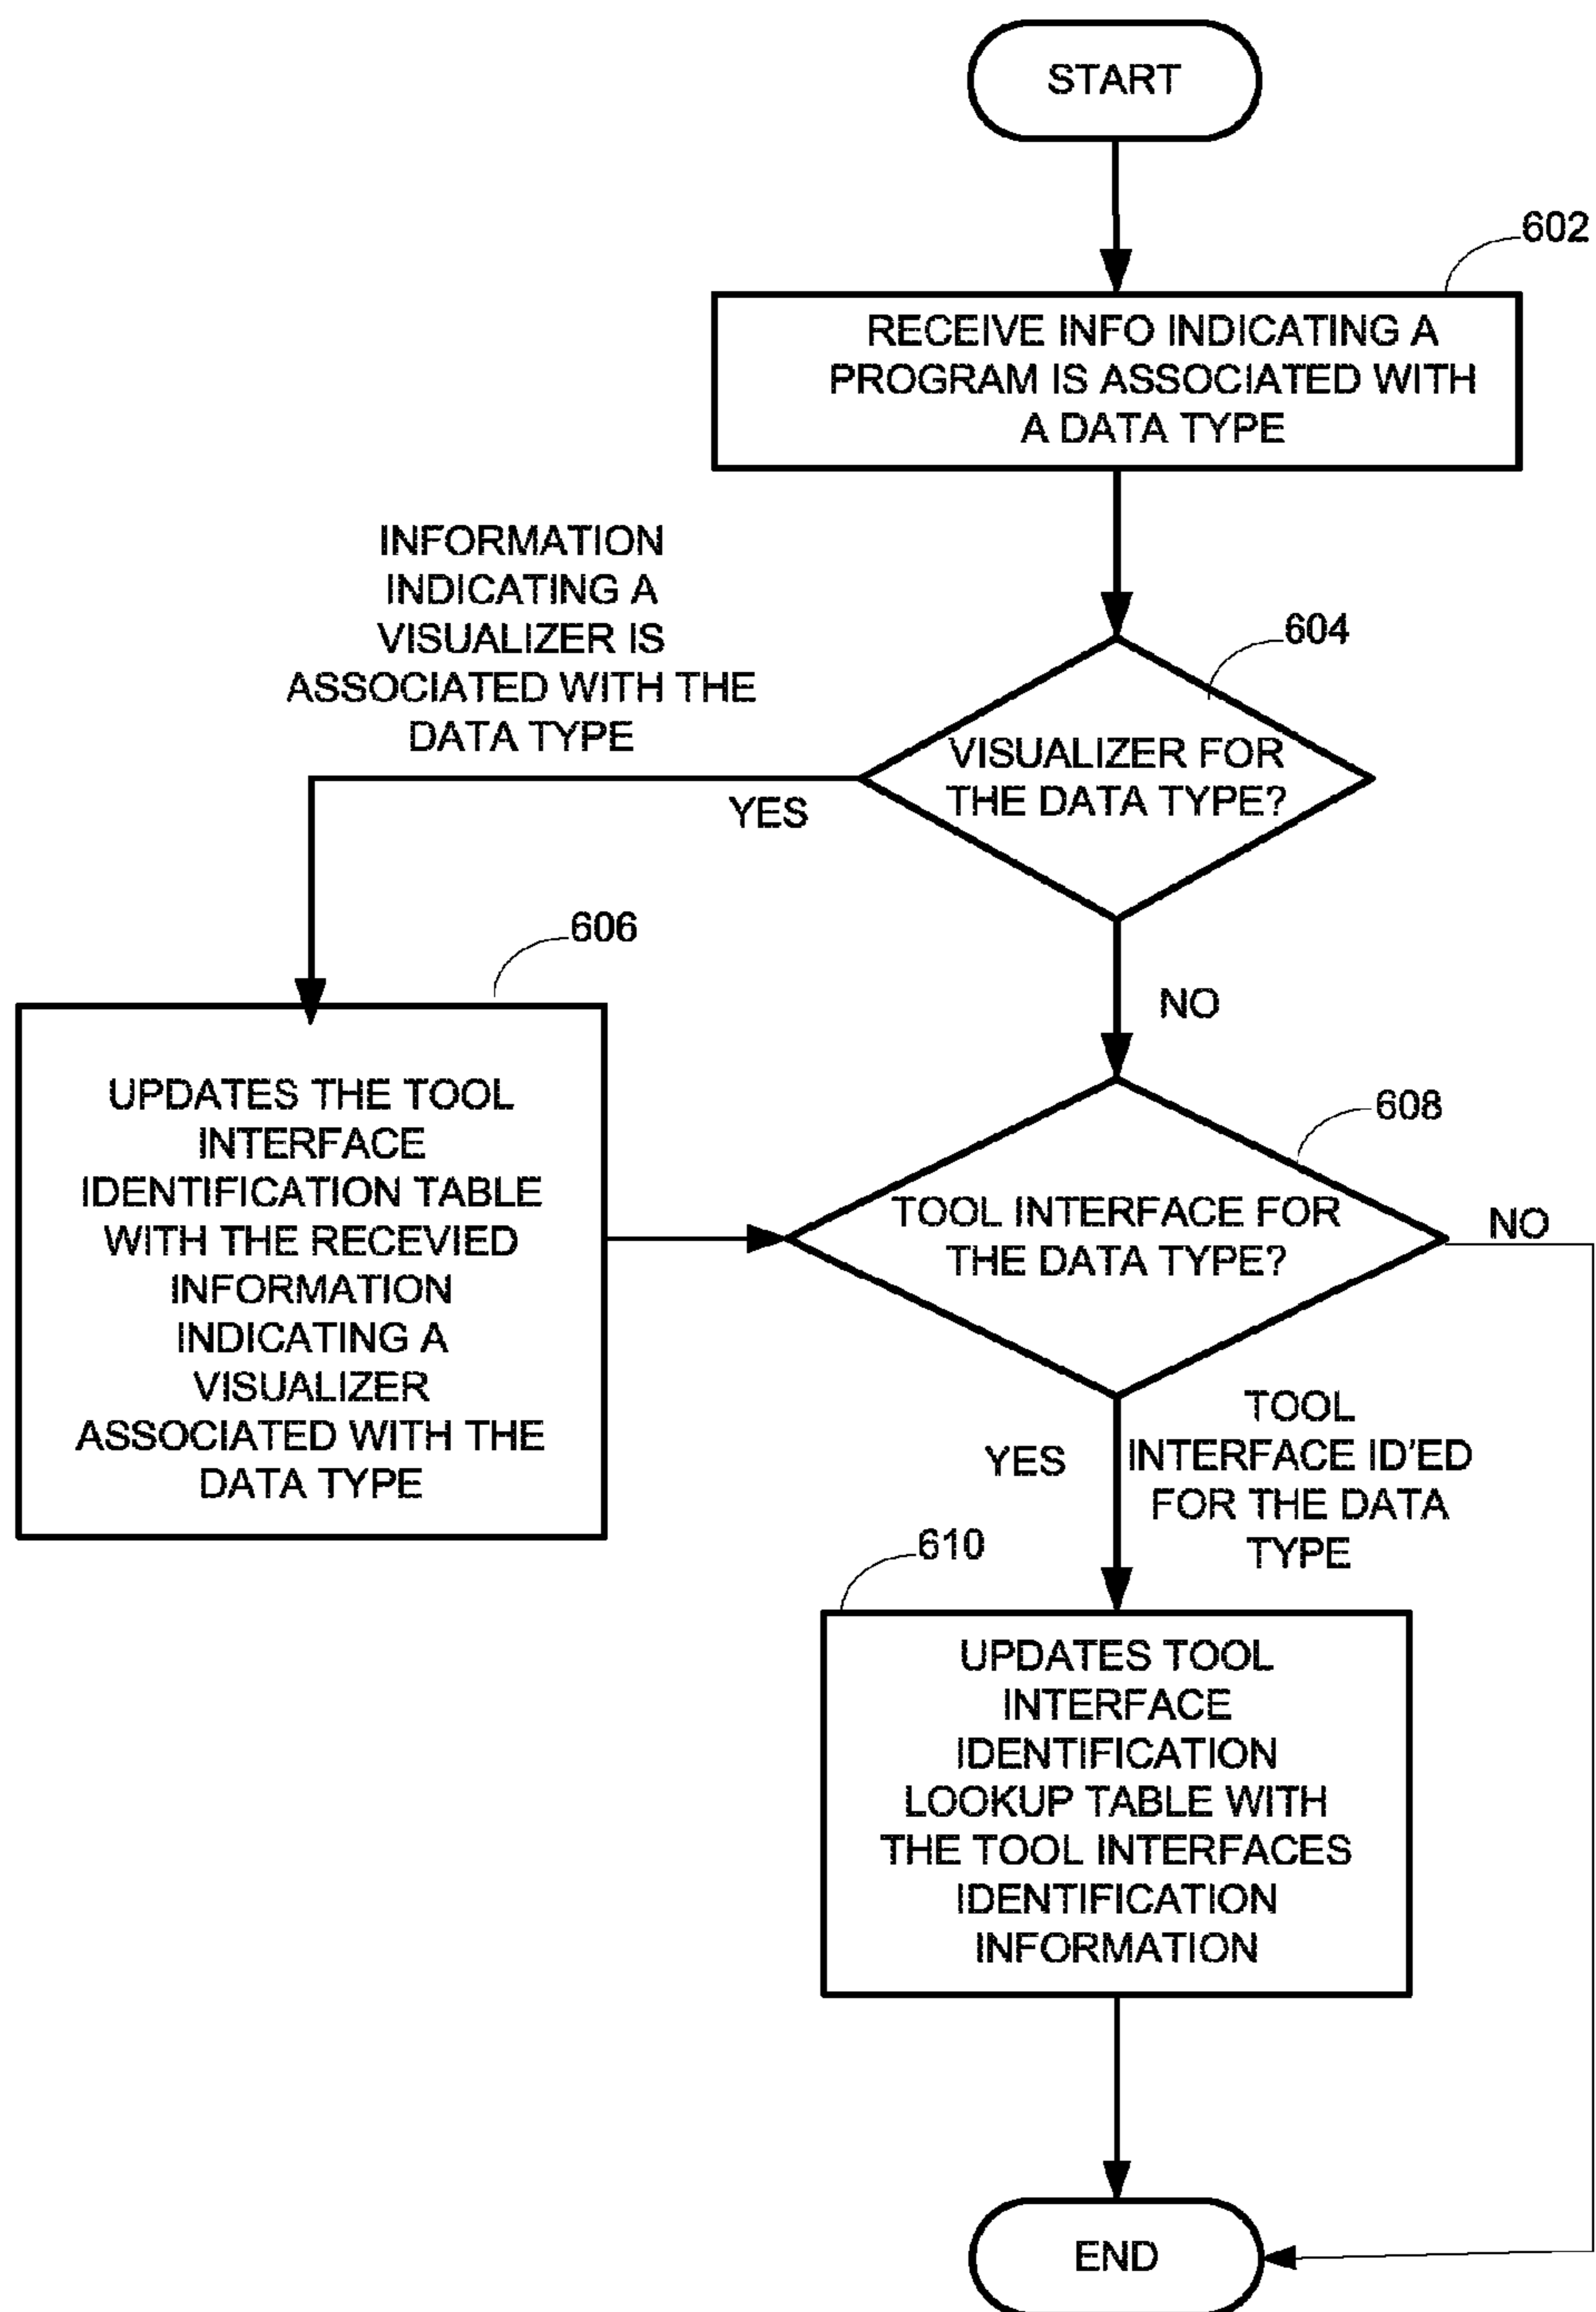 START
602
RECEIVE INFO INDICATING A
PROGRAM IS ASSOCIATED WITH
A DATA TYPE
INFORMATION
INDICATING A
VISUALIZER IS
ASSOCIATED WITH THE
DATA TYPE
604
VISUALIZER FOR
THE DATA TYPE?
YES
606
NO
UPDATES THE TOOL
INTERFACE
IDENTIFICATION TABLE
WITH THE RECEVIED
INFORMATION
INDICATING A
VISUALIZER
ASSOCIATED WITH THE
DATA TYPE
608
TOOL INTERFACE FOR
THE DATA TYPE?
NO
YES
TOOL
INTERFACE ID'ED
FOR THE DATA
TYPE
610
UPDATES TOOL
INTERFACE
IDENTIFICATION
LOOKUP TABLE WITH
THE TOOL INTERFACES
IDENTIFICATION
INFORMATION
END